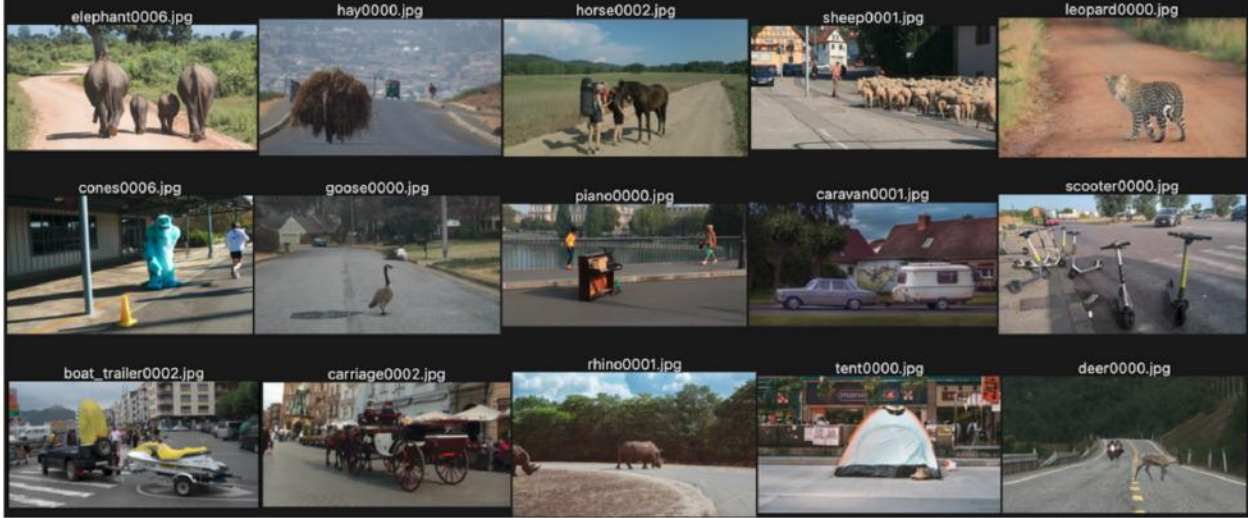 elephant0006.jpg
hay0000.jpg
horse0002.jpg
sheep0001.jpg
leopard0000.jpg
cones0006.jpg
goose0000.jpg
piano0000.jpg
caravan0001.jpg
scooter0000.jpg
boat_trailer0002.jpg
carriage0002.jpg
rhino0001.jpg
tent0000.jpg
deer0000.jpg